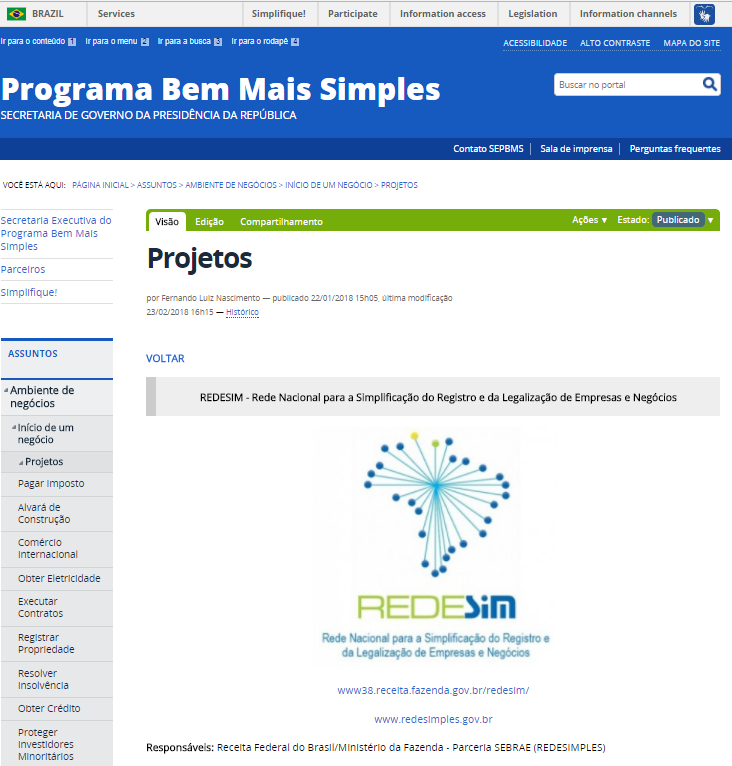 BRAZIL Services Simplifique! Participate Information access Legislation Information channels
Ir para o conteúdo 1 Ir para o menu 2 Ir para a busca 3 Ir para o rodapé 4
ACESSIBILIDADE ALTO CONTRASTE MAPA DO SITE
Programa Bem Mais Simples
SECRETARIA DE GOVERNO DA PRESIDÊNCIA DA REPÚBLICA
Buscar no portal
Contato SEPBMS Sala de imprensa Perguntas frequentes
VOCÊ ESTÁ AQUI: PÁGINA INICIAL > ASSUNTOS > AMBIENTE DE NEGÓCIOS > INÍCIO DE UM NEGÓCIO > PROJETOS
Secretaria Executiva do
Programa Bem Mais
Simples
Parceiros
Simplifique!
ASSUNTOS
Ambiente de
negócios
Início de um
negócio
Projetos
Pagar Imposto
Alvará de
Construção
Comércio
Internacional
Obter Eletricidade
Executar
Contratos
Registrar
Propriedade
Resolver
Insolvência
Obter Crédito
Proteger
Investidores
Minoritários
Visão Edição Compartilhamento Ações ▼ Estado: Publicado ▼
Projetos
por Fernando Luiz Nascimento — publicado 22/01/2018 15h05, última modificação
23/02/2018 16h15 — Histórico
VOLTAR
REDESIM - Rede Nacional para a Simplificação do Registro e da Legalização de Empresas e Negócios
REDESIM
Rede Nacional para a Simplificação do Registro e
da Legalização de Empresas e Negócios
www38.receita.fazenda.gov.br/redesim/
www.redesimples.gov.br
Responsáveis: Receita Federal do Brasil/Ministério da Fazenda - Parceria SEBRAE (REDESIMPLES)